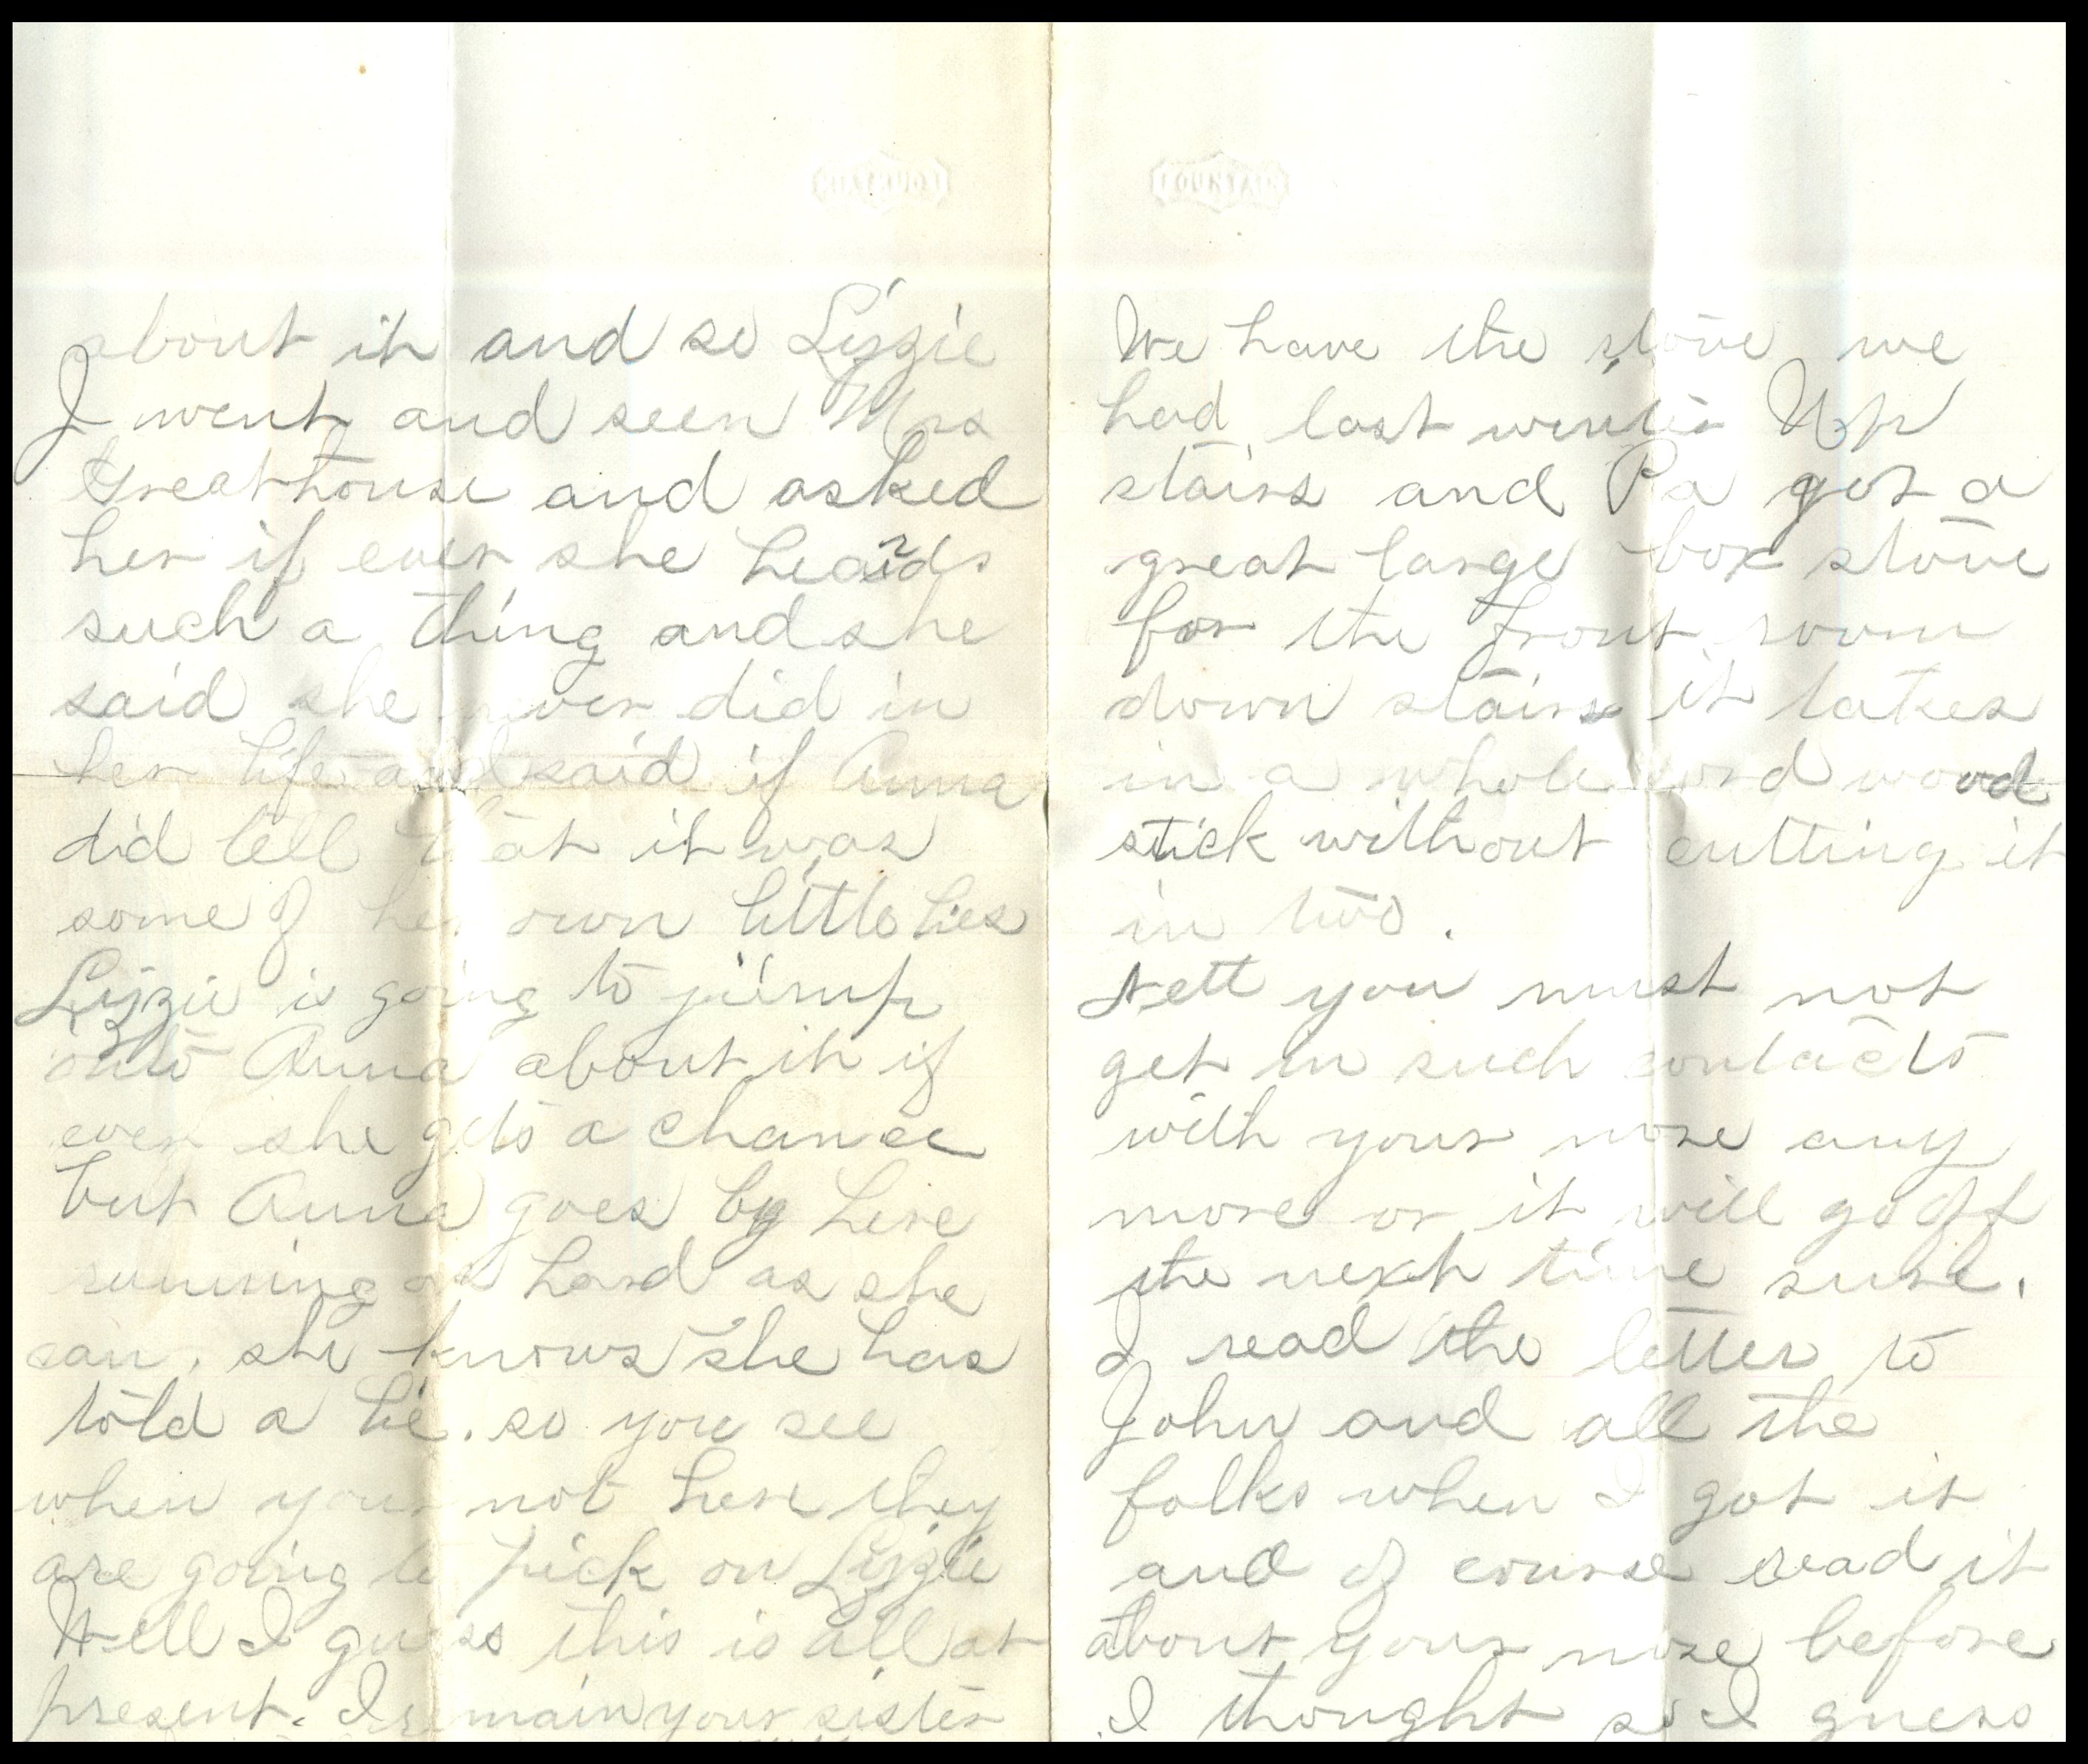 about it and so Lizzie
I went and seen Mrs
Greathouse and asked
her if ever she heards
such a thing and she
said she never did in
her life and said if Anna
did tell that it was
some of her own little lies
Lizzie is going to jump
onto Anna about it if
ever she gets a chance
but Anna goes by here
running as hard as she
can, she knows she has
told a lie. so you see
when your not here they
are going to pick on Lizzie
Well I guess this is all at
present. I remain your sister
FOUNTAIN
We have the stove we
had last winter Up
stairs and Pa got a
great large box stove
for the front room
down stairs it takes
in a whole cord wood
stick without cutting it
in two.
Nett you must not
get in such contacts
with your nose any
more or it will go off
the next time sure.
I read the letter to
John and all the
folks when I got it
and of course read it
about your nose before
I thought so I guess